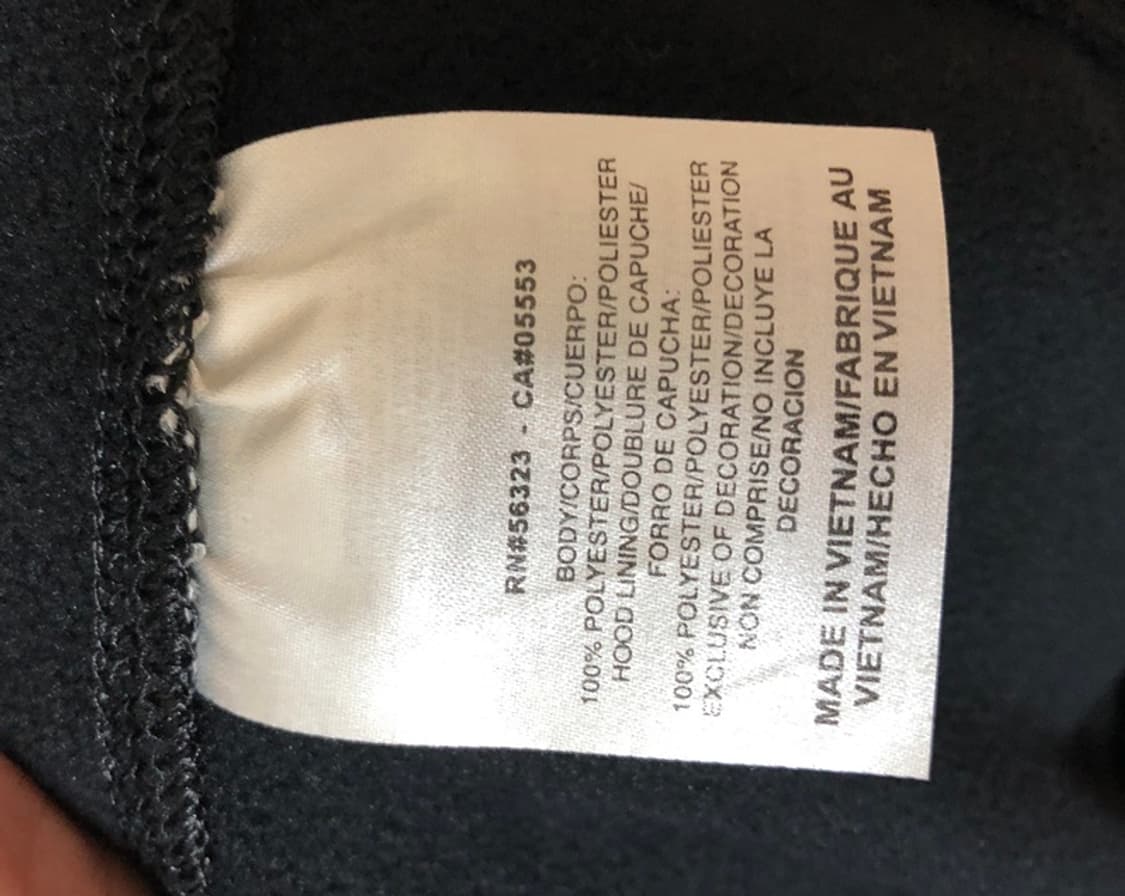 RN#56323 - CA#05553
BODY/CORPS/CUERPO:
100% POLYESTER/POLYESTER/POLIESTER
HOOD LINING/DOUBLURE DE CAPUCHE/
FORRO DE CAPUCHA:
100% POLYESTER/POLYESTER/POLIESTER
EXCLUSIVE OF DECORATION/DECORATION
NON COMPRISE/NO INCLUYE LA
DECORACION
MADE IN VIETNAM/FABRIQUE AU
VIETNAM/HECHO EN VIETNAM